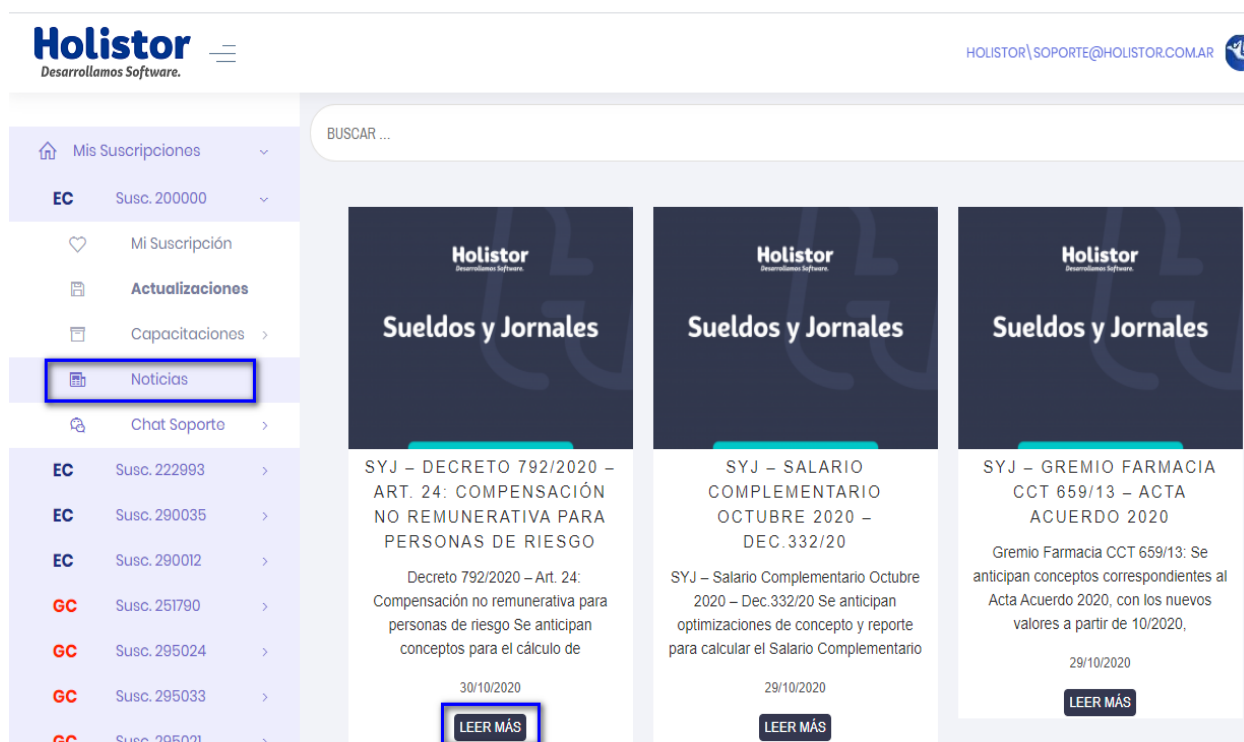 Holistor
Desarrollamos Software.
HOLISTOR\SOPORTE@HOLISTOR.COM.AR
Mis Suscripciones
EC Susc. 200000
Mi Suscripción
Actualizaciones
Capacitaciones
Noticias
Chat Soporte
EC Susc. 222993
EC Susc. 290035
EC Susc. 290012
GC Susc. 251790
GC Susc. 295024
GC Susc. 295033
GC Susc. 295021
BUSCAR ...
Holistor
Desarrollamos Software.
Sueldos y Jornales
SYJ – DECRETO 792/2020 –
ART. 24: COMPENSACIÓN
NO REMUNERATIVA PARA
PERSONAS DE RIESGO
Decreto 792/2020 – Art. 24:
Compensación no remunerativa para
personas de riesgo Se anticipan
conceptos para el cálculo de
30/10/2020
LEER MÁS
Holistor
Desarrollamos Software.
Sueldos y Jornales
SYJ – SALARIO
COMPLEMENTARIO
OCTUBRE 2020 –
DEC.332/20
SYJ – Salario Complementario Octubre
2020 – Dec.332/20 Se anticipan
optimizaciones de concepto y reporte
para calcular el Salario Complementario
29/10/2020
LEER MÁS
Holistor
Desarrollamos Software.
Sueldos y Jornales
SYJ – GREMIO FARMACIA
CCT 659/13 – ACTA
ACUERDO 2020
Gremio Farmacia CCT 659/13: Se
anticipan conceptos correspondientes al
Acta Acuerdo 2020, con los nuevos
valores a partir de 10/2020,
29/10/2020
LEER MÁS